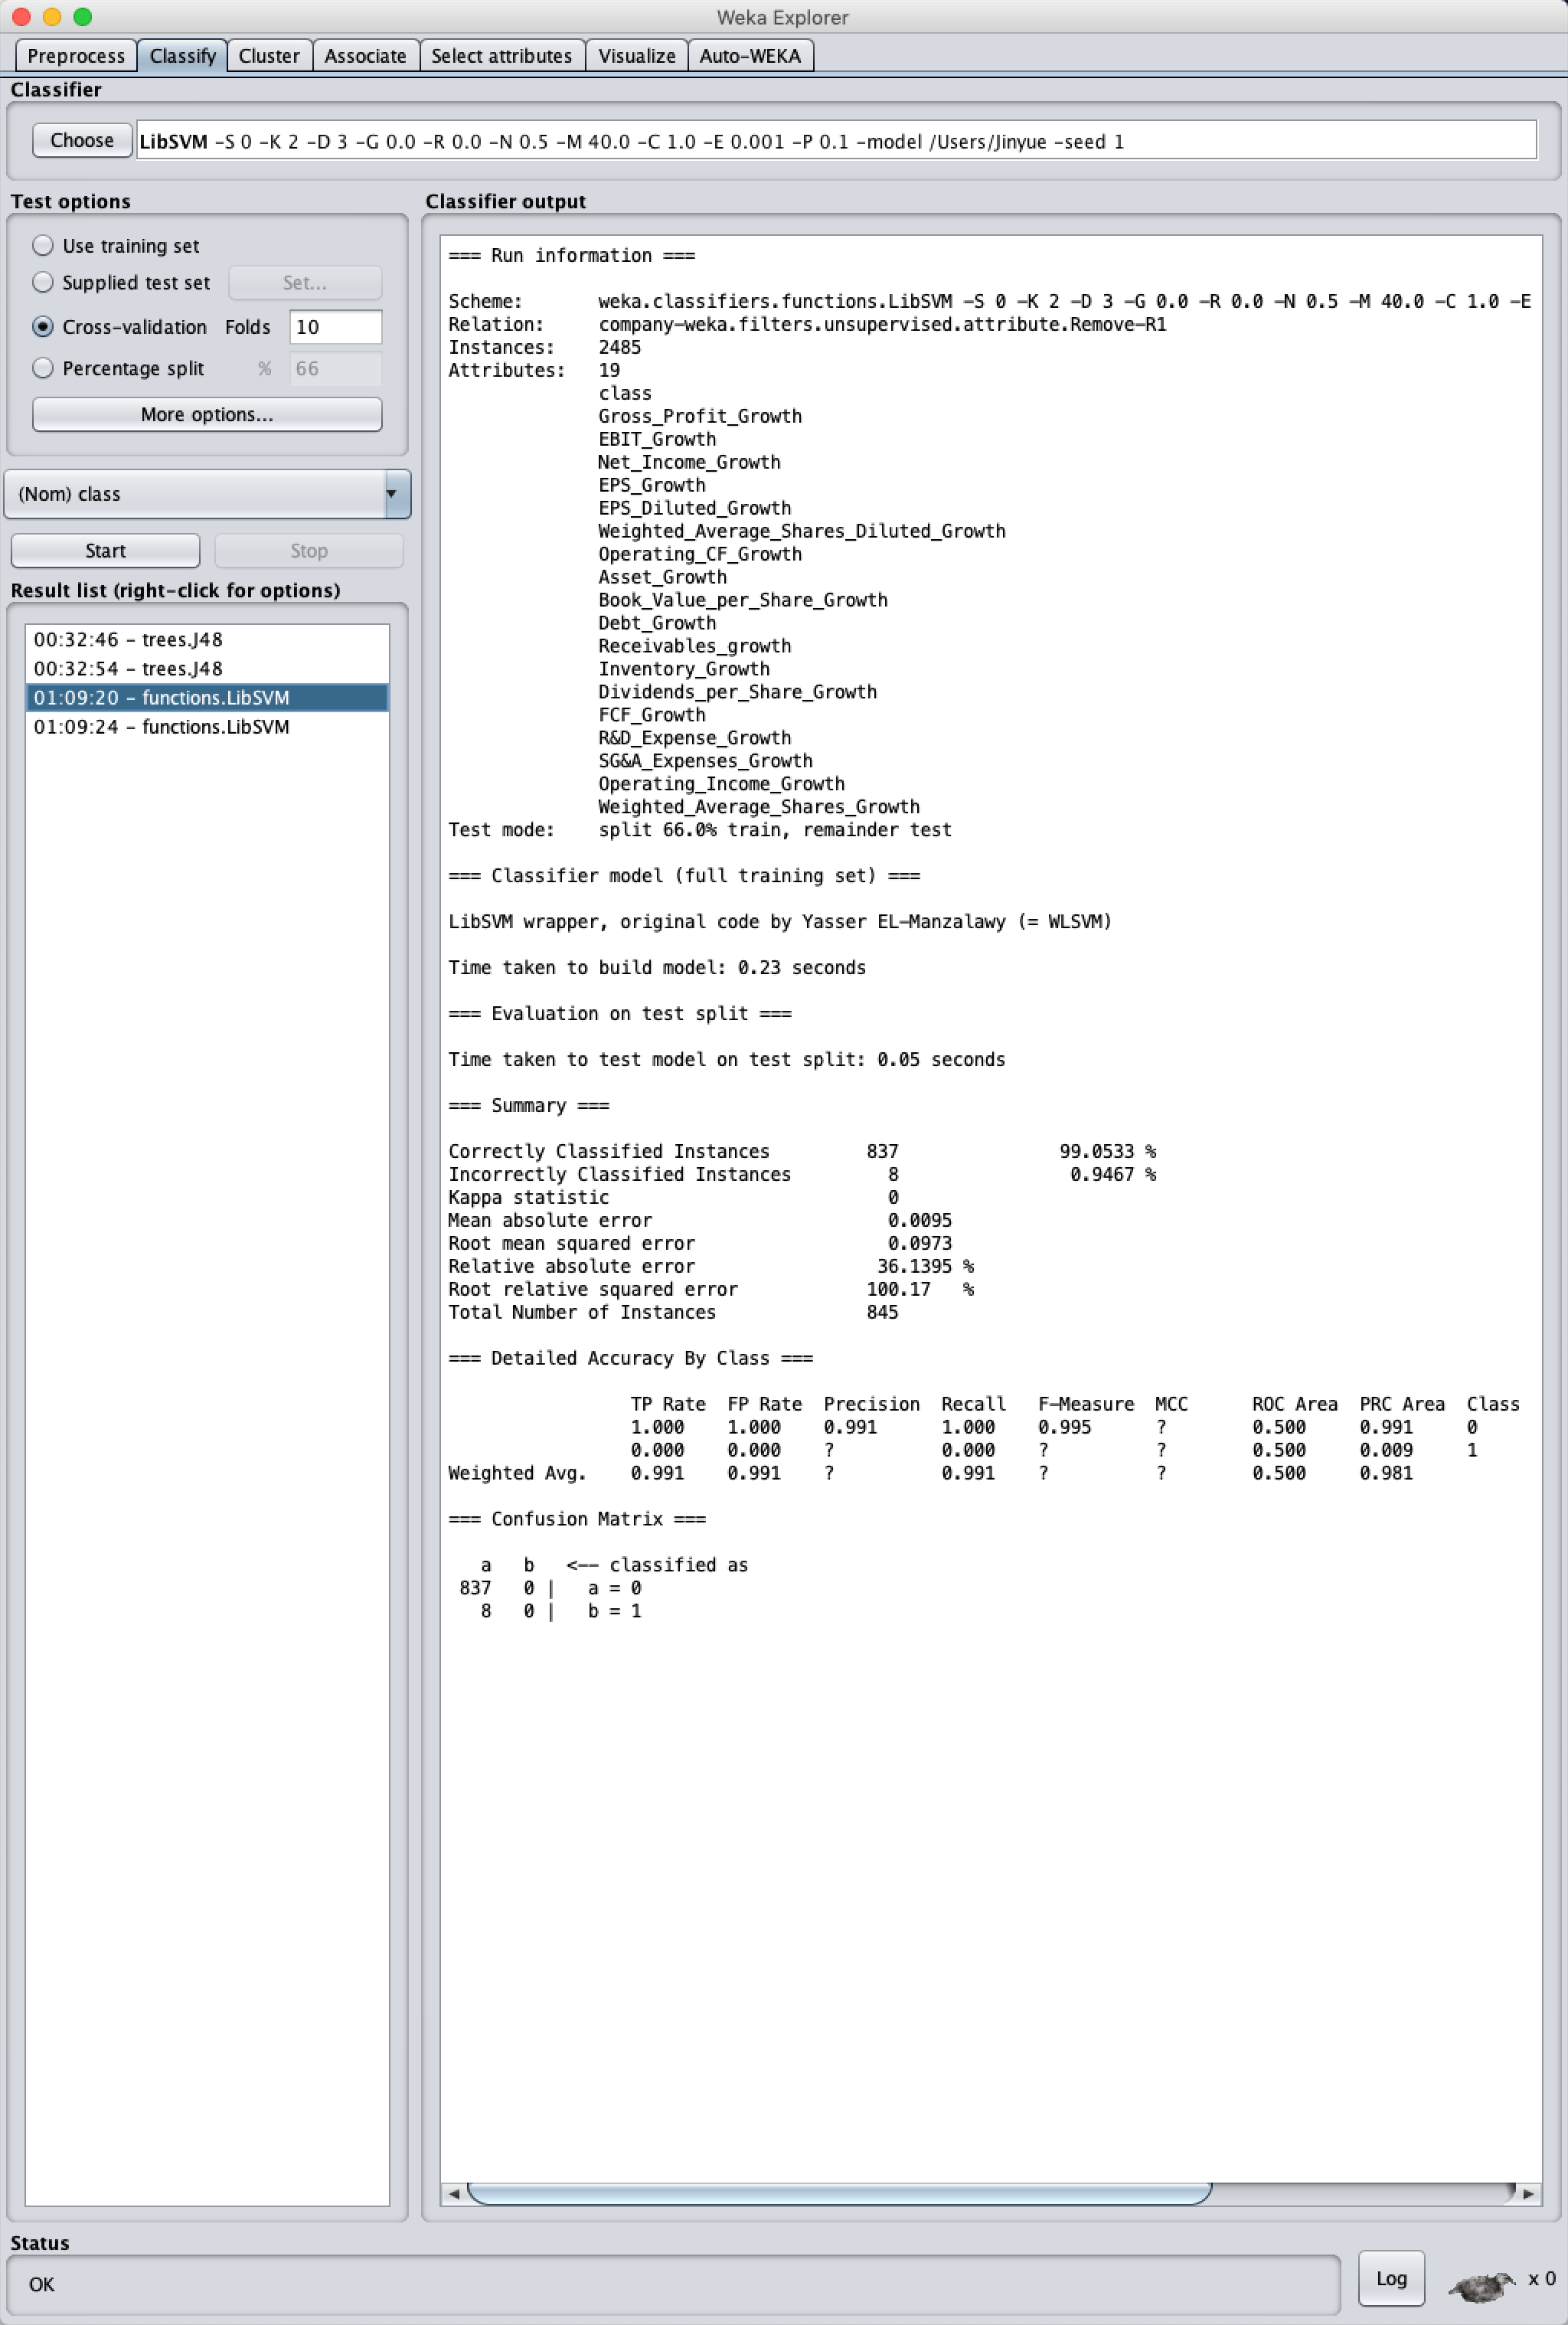 Weka Explorer
Preprocess Classify Cluster Associate Select attributes Visualize Auto-WEKA
Classifier
Choose LibSVM -S 0 -K 2 -D 3 -G 0.0 -R 0.0 -N 0.5 -M 40.0 -C 1.0 -E 0.001 -P 0.1 -model /Users/Jinyue -seed 1
Test options
Use training set
Supplied test set Set...
Cross-validation Folds 10
Percentage split % 66
More options...
(Nom) class
Start Stop
Result list (right-click for options)
00:32:46 - trees.J48
00:32:54 - trees.J48
01:09:20 - functions.LibSVM
01:09:24 - functions.LibSVM
Classifier output
=== Run information ===
Scheme: weka.classifiers.functions.LibSVM -S 0 -K 2 -D 3 -G 0.0 -R 0.0 -N 0.5 -M 40.0 -C 1.0 -E
Relation: company-weka.filters.unsupervised.attribute.Remove-R1
Instances: 2485
Attributes: 19
class
Gross_Profit_Growth
EBIT_Growth
Net_Income_Growth
EPS_Growth
EPS_Diluted_Growth
Weighted_Average_Shares_Diluted_Growth
Operating_CF_Growth
Asset_Growth
Book_Value_per_Share_Growth
Debt_Growth
Receivables_growth
Inventory_Growth
Dividends_per_Share_Growth
FCF_Growth
R&D_Expense_Growth
SG&A_Expenses_Growth
Operating_Income_Growth
Weighted_Average_Shares_Growth
Test mode: split 66.0% train, remainder test
=== Classifier model (full training set) ===
LibSVM wrapper, original code by Yasser EL-Manzalawy (= WLSVM)
Time taken to build model: 0.23 seconds
=== Evaluation on test split ===
Time taken to test model on test split: 0.05 seconds
=== Summary ===
Correctly Classified Instances 837 99.0533 %
Incorrectly Classified Instances 8 0.9467 %
Kappa statistic 0
Mean absolute error 0.0095
Root mean squared error 0.0973
Relative absolute error 36.1395 %
Root relative squared error 100.17 %
Total Number of Instances 845
=== Detailed Accuracy By Class ===
TP Rate FP Rate Precision Recall F-Measure MCC ROC Area PRC Area Class
1.000 1.000 0.991 1.000 0.995 ? 0.500 0.991 0
0.000 0.000 ? 0.000 ? ? 0.500 0.009 1
Weighted Avg. 0.991 0.991 ? 0.991 ? ? 0.500 0.981
=== Confusion Matrix ===
a b <-- classified as
837 0 | a = 0
8 0 | b = 1
Status
OK
Log
x 0